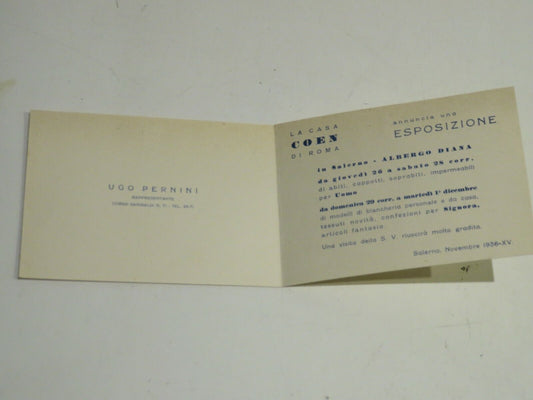 UGO PERNINI
RAPPRESENTANTE
CORSO GARIBALDI
LA CASA
COEN
DI ROMA
annuncia una
ESPOSIZIONE
in Salerno - ALBERGO DIANA
da giovedì 26 a sabato 28 corr.
di abiti, cappotti, soprabiti, impermeabili
per Uomo
da domenica 29 corr. a martedì 1° dicembre
di modelli di biancheria personale e da casa,
tessuti novità, confezioni per Signora,
articoli fantasia.
Una visita della S. V. riuscirà molto gradita.
Salerno, Novembre 1936-XV.